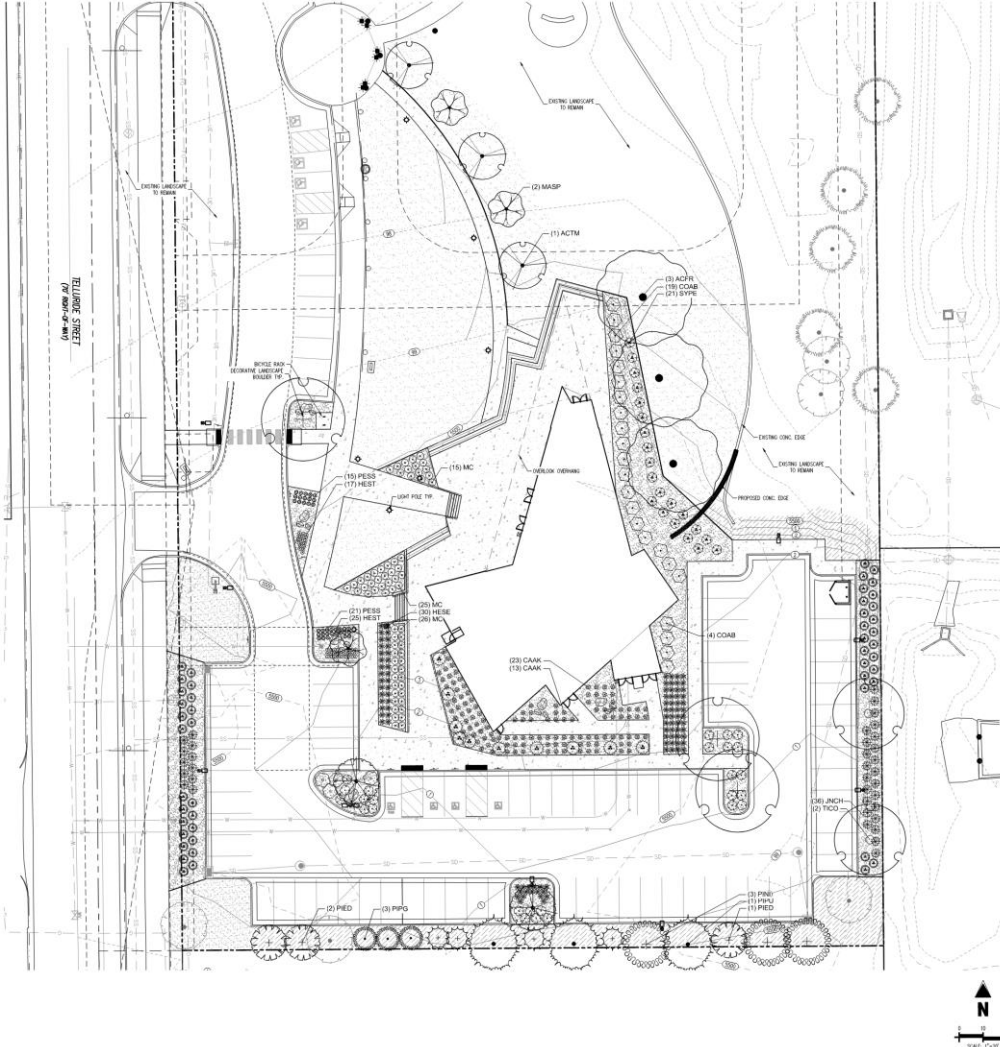 EXISTING LANDSCAPE
TO REMAIN
EXISTING LANDSCAPE
TO REMAIN
(2) MASP
(1) ACTM
TELLURIDE STREET
(70' RIGHT-OF-WAY)
(3) ACFR
(19) COAB
(21) SYPE
BICYCLE RACK
DECORATIVE LANDSCAPE
BOULDER TYP.
EXISTING CONC. EDGE
(15) MC
OVERLOOK OVERHANG
EXISTING LANDSCAPE
TO REMAIN
(15) PESS
(17) HEST
LIGHT POLE TYP.
PROPOSED CONC. EDGE
(25) MC
(30) HESE
(26) MC
(21) PESS
(25) HEST
(4) COAB
(23) CAAK
(13) CAAK
(36) JNCH
(2) TICO
(2) PIED
(3) PIPG
(3) PINI
(1) PIPU
(1) PIED
N
0
10